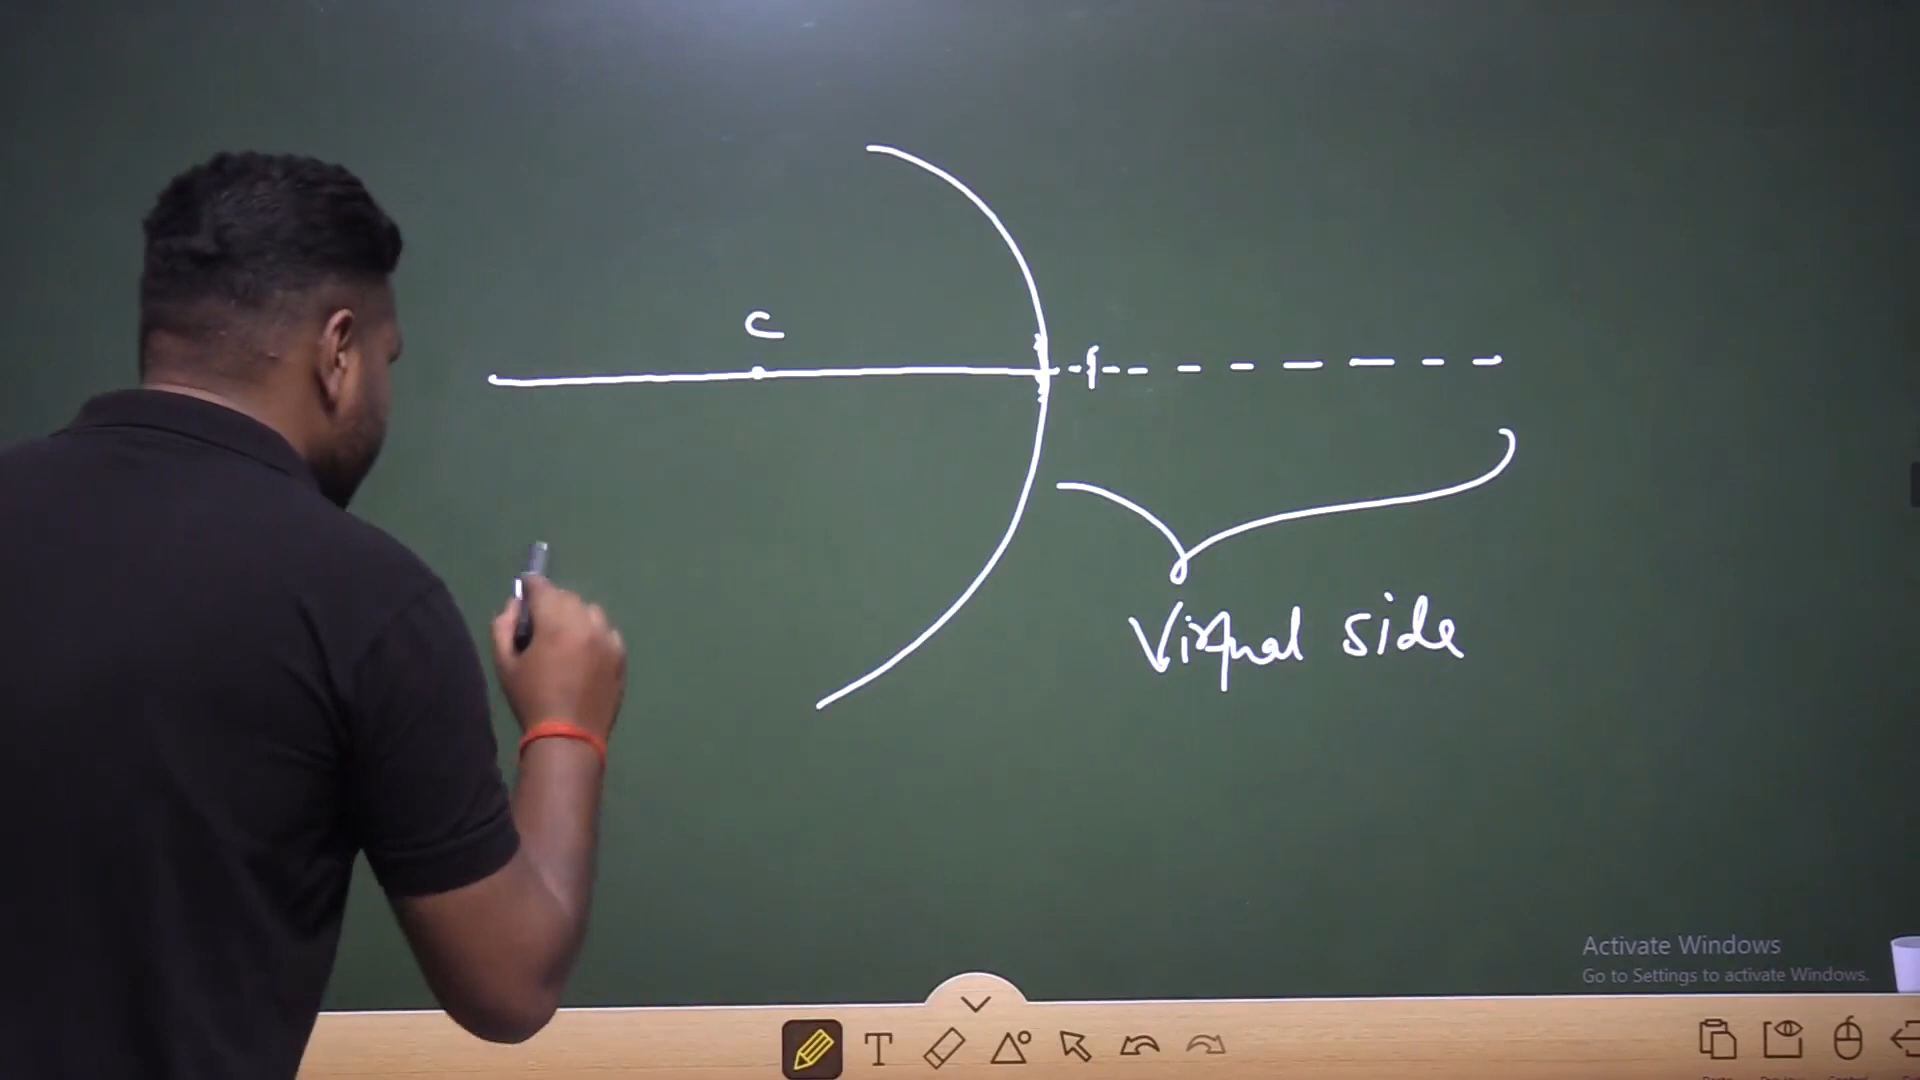 C
Virtual side
Activate Windows
Go to Settings to activate Windows.
T